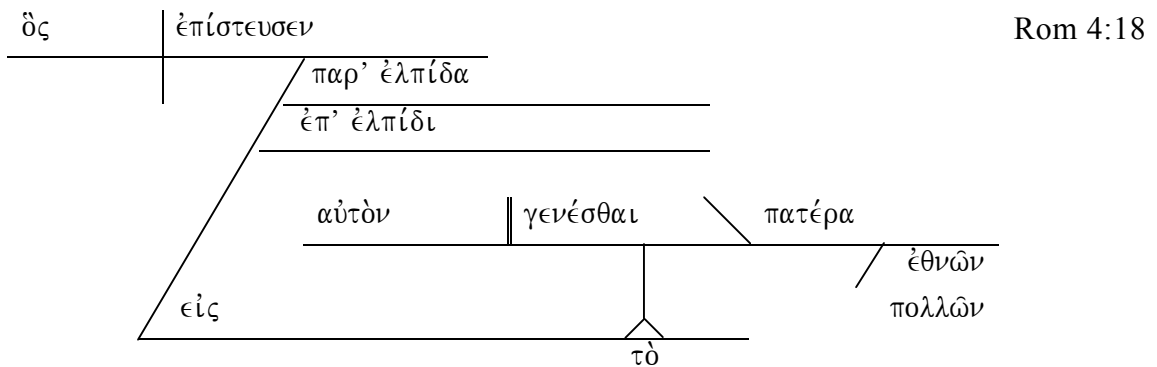 ὃς ἐπίστευσεν Rom 4:18
παρ’ ἐλπίδα
ἐπ’ ἐλπίδι
αὐτὸν γενέσθαι πατέρα
ἐθνῶν
εἰς πολλῶν
τὸ